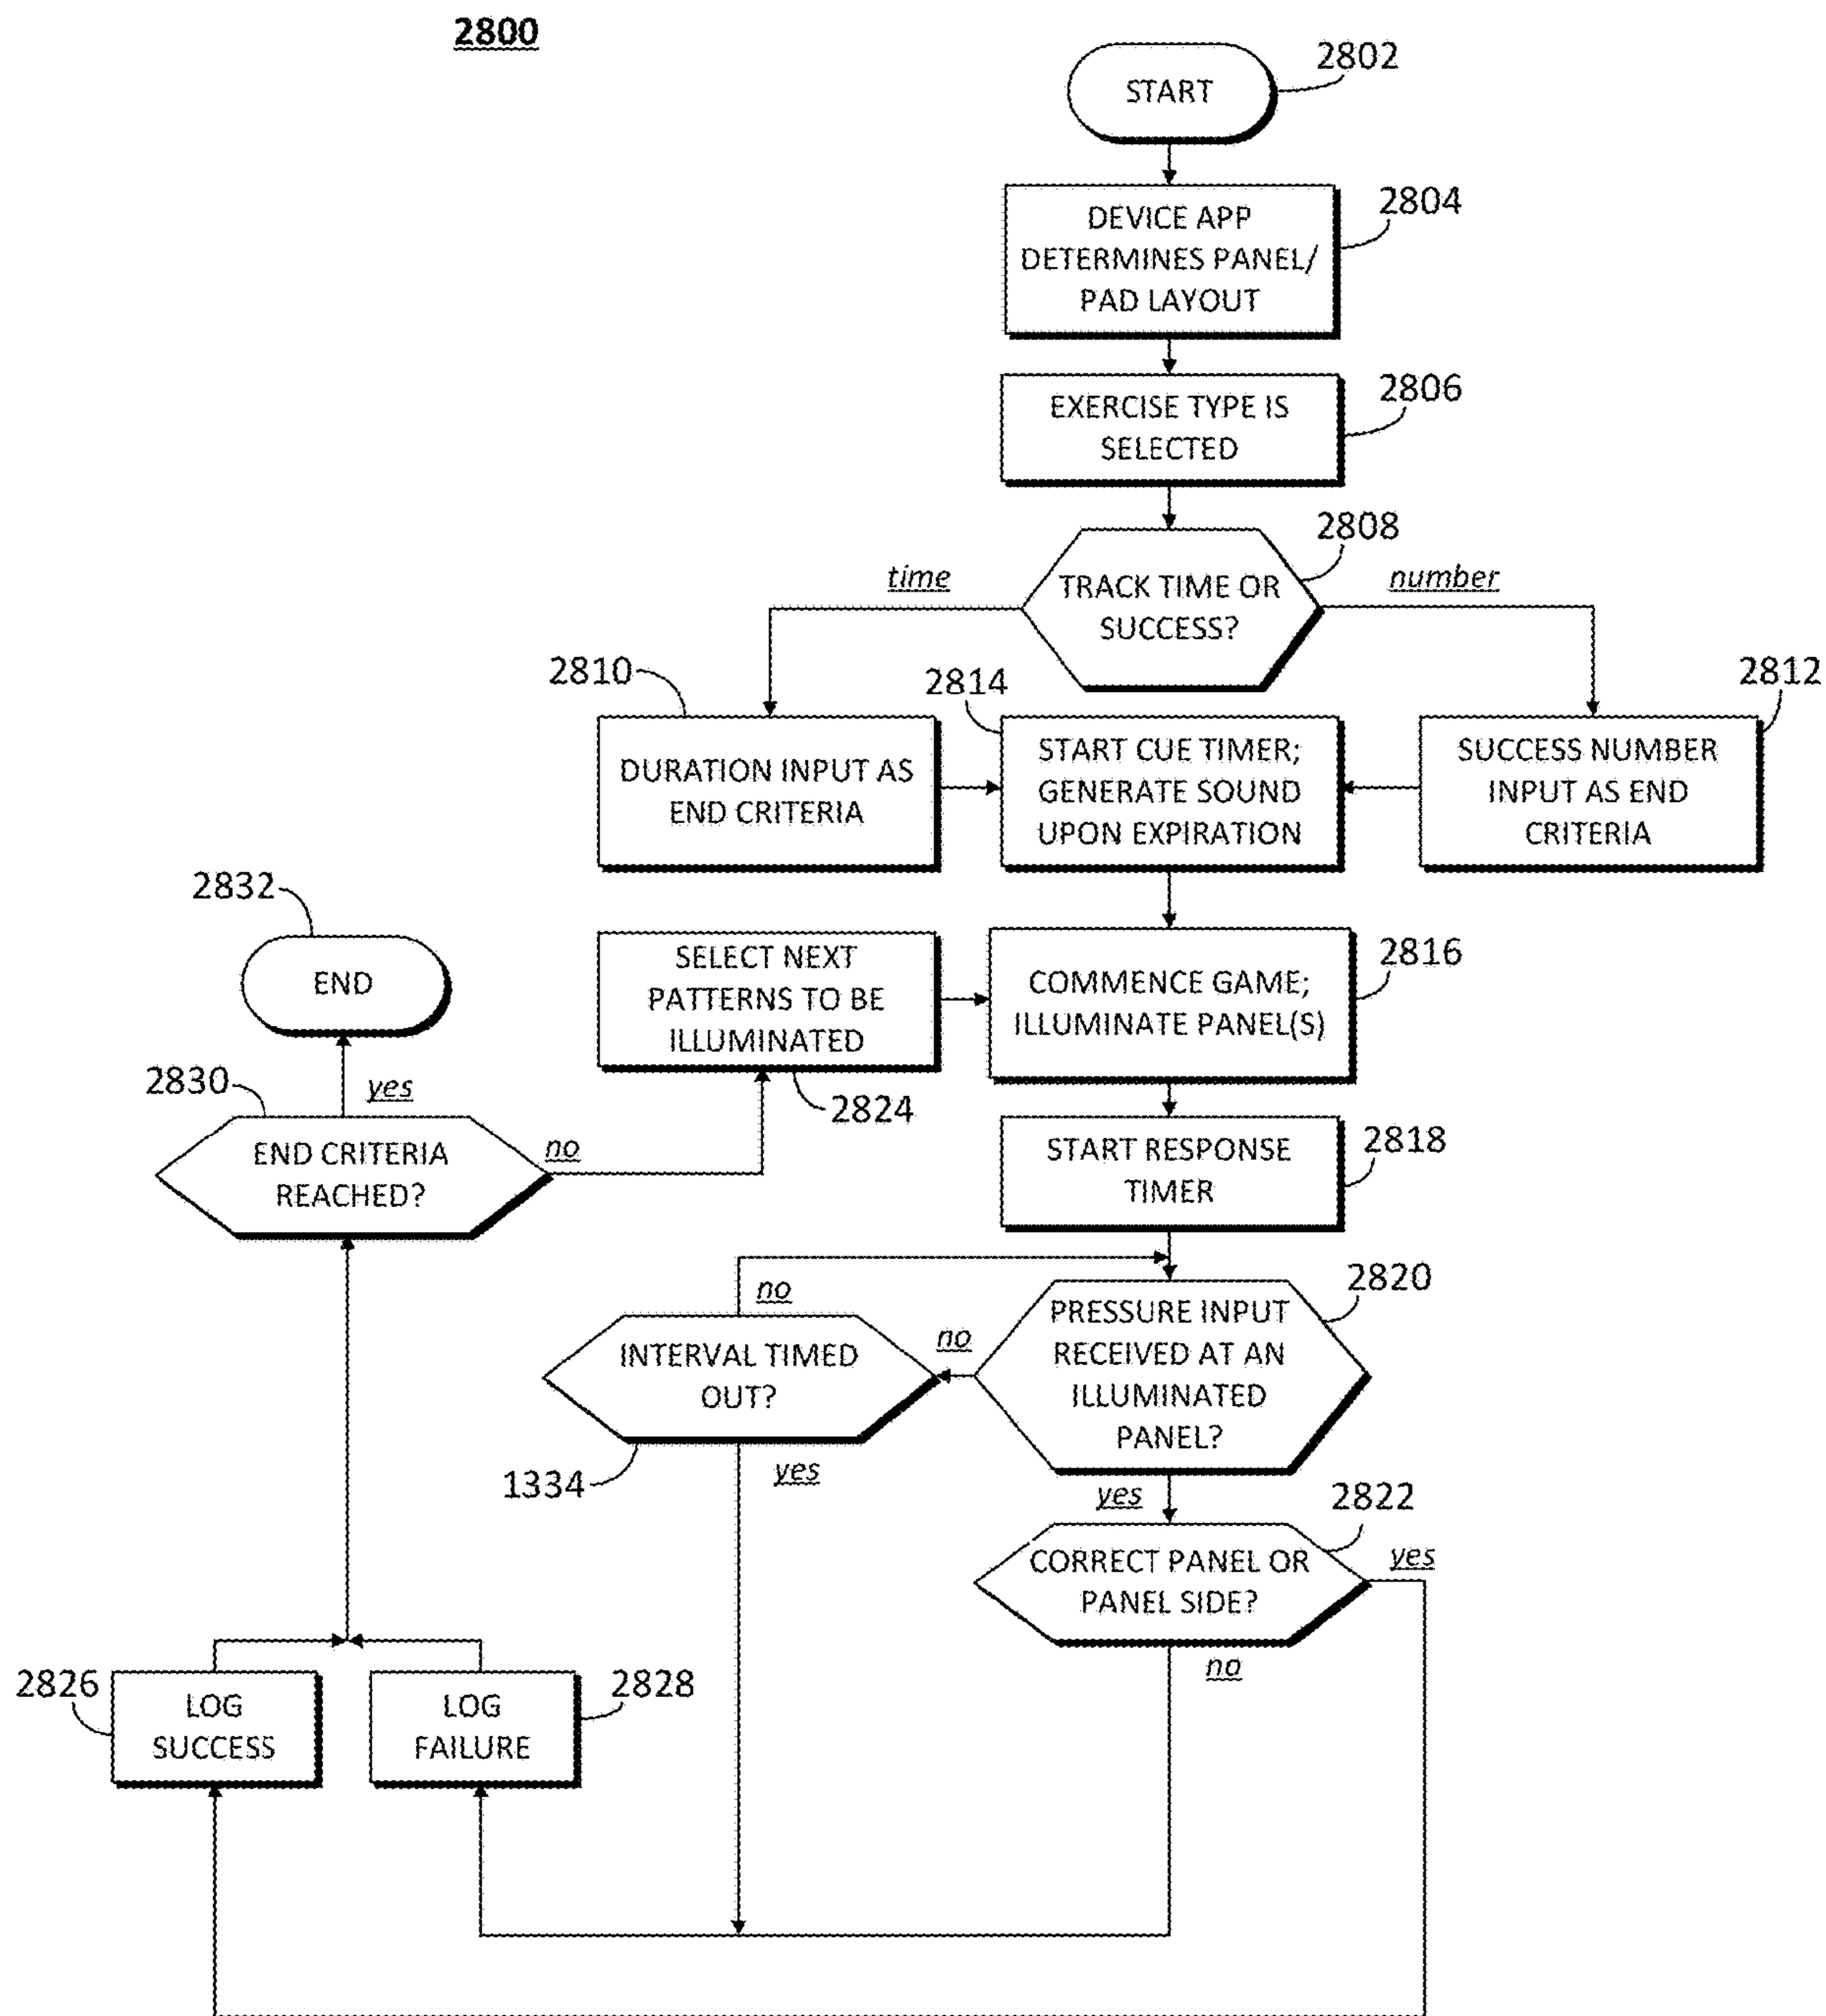 2800
START
2802
DEVICE APP
DETERMINES PANEL/
PAD LAYOUT
2804
EXERCISE TYPE IS
SELECTED
2806
TRACK TIME OR
SUCCESS?
2808
time
number
2810
DURATION INPUT AS
END CRITERIA
2814
START CUE TIMER;
GENERATE SOUND
UPON EXPIRATION
2812
SUCCESS NUMBER
INPUT AS END
CRITERIA
2832
END
SELECT NEXT
PATTERNS TO BE
ILLUMINATED
2824
COMMENCE GAME;
ILLUMINATE PANEL(S)
2816
2830
yes
END CRITERIA
REACHED?
no
START RESPONSE
TIMER
2818
no
INTERVAL TIMED
OUT?
1334
yes
no
PRESSURE INPUT
RECEIVED AT AN
ILLUMINATED
PANEL?
2820
yes
CORRECT PANEL OR
PANEL SIDE?
2822
yes
no
2826
LOG
SUCCESS
LOG
FAILURE
2828